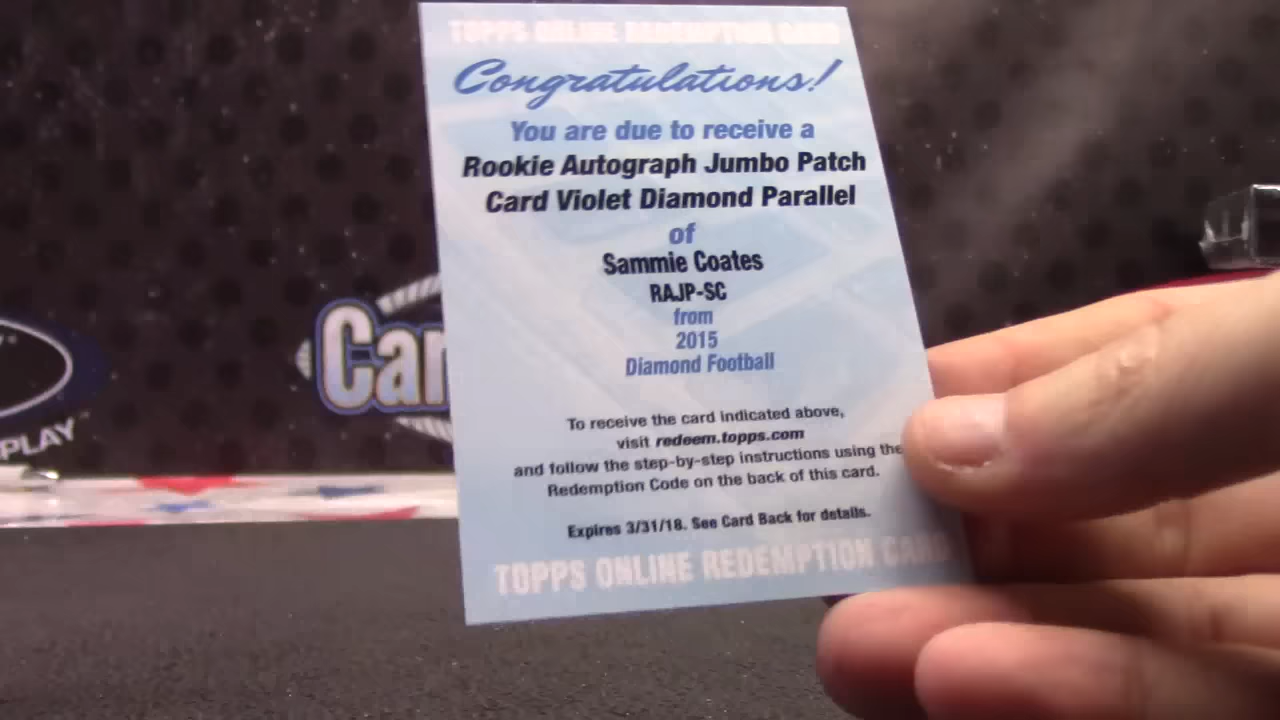 TOPPS ONLINE REDEMPTION CARD
Congratulations!
You are due to receive a
Rookie Autograph Jumbo Patch
Card Violet Diamond Parallel
of
Sammie Coates
RAJP-SC
from
2015
Diamond Football
To receive the card indicated above,
visit redeem.topps.com
and follow the step-by-step instructions using the
Redemption Code on the back of this card.
Expires 3/31/18. See Card Back for details.
TOPPS ONLINE REDEMPTION CARD
Car
PLAY